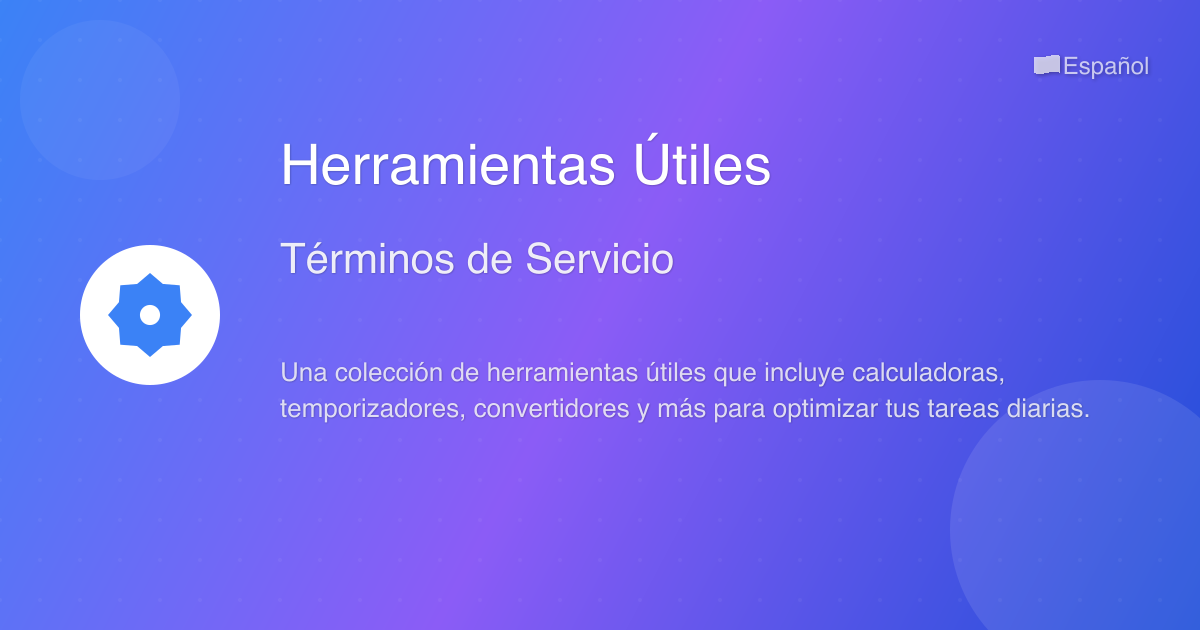 Español
Herramientas Útiles
Términos de Servicio
Una colección de herramientas útiles que incluye calculadoras,
temporizadores, convertidores y más para optimizar tus tareas diarias.